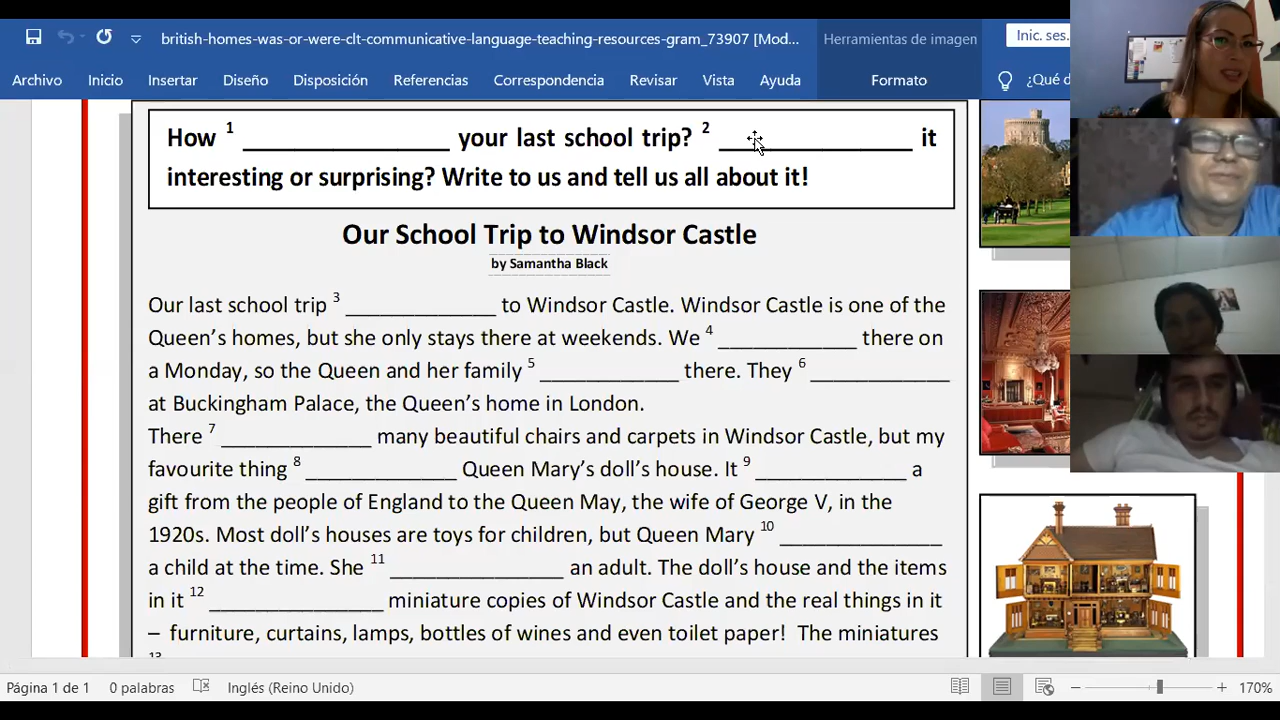 british-homes-was-or-were-clt-communicative-language-teaching-resources-gram_73907 [Mod... Herramientas de imagen Inic. ses.
Archivo Inicio Insertar Diseño Disposición Referencias Correspondencia Revisar Vista Ayuda Formato ¿Qué d
How 1 ________________ your last school trip? 2 ________________ it
interesting or surprising? Write to us and tell us all about it!
Our School Trip to Windsor Castle
by Samantha Black
Our last school trip 3 _____________ to Windsor Castle. Windsor Castle is one of the
Queen's homes, but she only stays there at weekends. We 4 ____________ there on
a Monday, so the Queen and her family 5 ____________ there. They 6 ____________
at Buckingham Palace, the Queen's home in London.
There 7 _____________ many beautiful chairs and carpets in Windsor Castle, but my
favourite thing 8 _____________ Queen Mary's doll's house. It 9 _____________ a
gift from the people of England to the Queen May, the wife of George V, in the
1920s. Most doll's houses are toys for children, but Queen Mary 10 ______________
a child at the time. She 11 _______________ an adult. The doll's house and the items
in it 12 _______________ miniature copies of Windsor Castle and the real things in it
– furniture, curtains, lamps, bottles of wines and even toilet paper! The miniatures
Página 1 de 1 0 palabras Inglés (Reino Unido) 170%